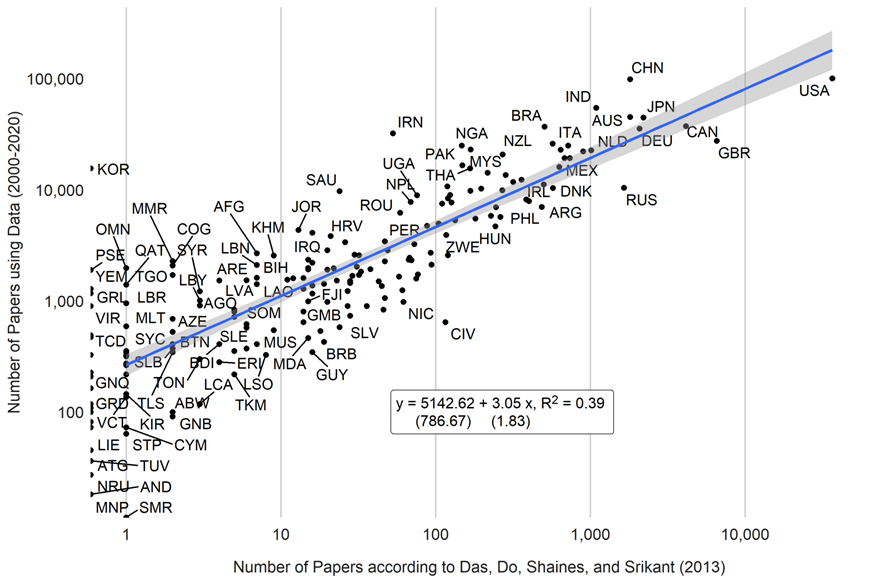 Number of Papers using Data (2000-2020)
100,000
10,000
1,000
100
CHN
USA
IND
JPN
BRA
AUS
IRN
NGA
ITA
CAN
NZL
NLD
DEU
GBR
PAK
UGA
MYS
KOR
THA
MEX
SAU
NPL
IRL
DNK
RUS
AFG
JOR
ROU
ARG
MMR
PHL
COG
KHM
HRV
PER
OMN
HUN
QAT
SYR
LBN
IRQ
ZWE
PSE
BIH
YEM
TGO
LBY
ARE
LAO
GRL
LBR
AGO
LVA
FJI
NIC
VIR
MLT
AZE
SOM
GMB
CIV
TCD
SYC
BTN
SLE
MUS
SLV
SLB
BDI
ERI
MDA
BRB
GNQ
TON
LCA
LSO
GUY
GRD
TLS
ABW
TKM
VCT
KIR
GNB
LIE
STP
CYM
ATG
TUV
NRU
AND
MNP
SMR
y = 5142.62 + 3.05 x, R² = 0.39
(786.67) (1.83)
1
10
100
1,000
10,000
Number of Papers according to Das, Do, Shaines, and Srikant (2013)